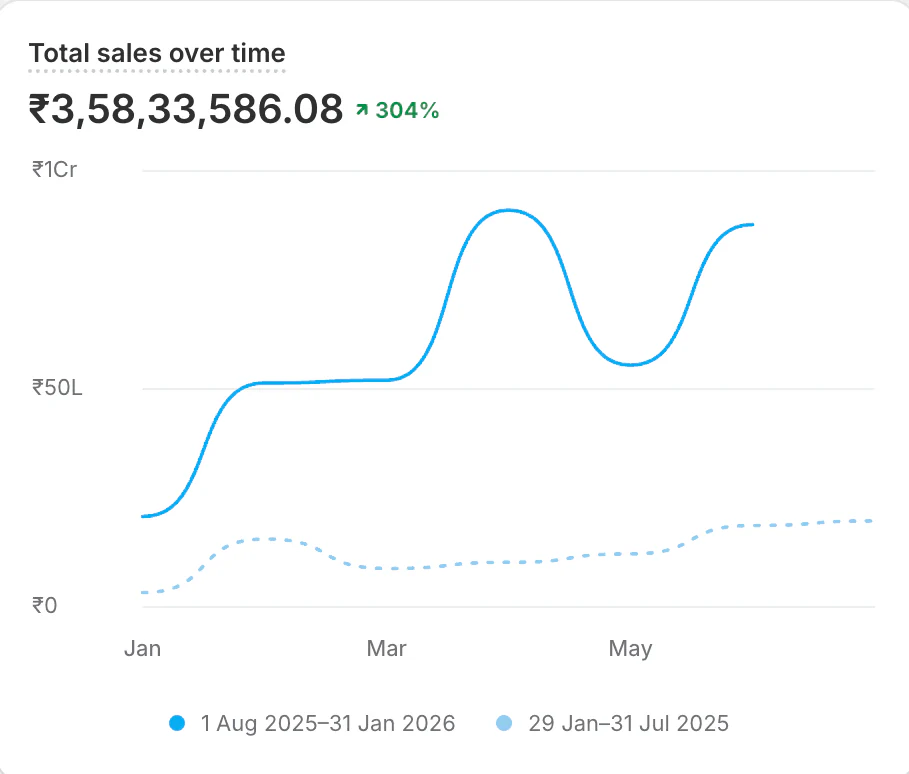 Total sales over time
₹3,58,33,586.08 ↗ 304%
₹1Cr
₹50L
₹0
Jan Mar May
1 Aug 2025–31 Jan 2026 29 Jan–31 Jul 2025